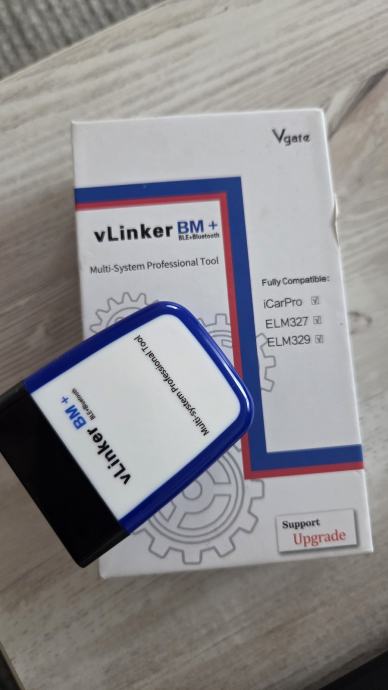 Vgate
vLinker BM+
BLE+Bluetooth
Multi-System Professional Tool
Fully Compatible:
iCarPro ☑
ELM327 ☑
ELM329 ☑
Support
Upgrade
vLinker BM+
BLE+Bluetooth
Multi-System Professional Tool